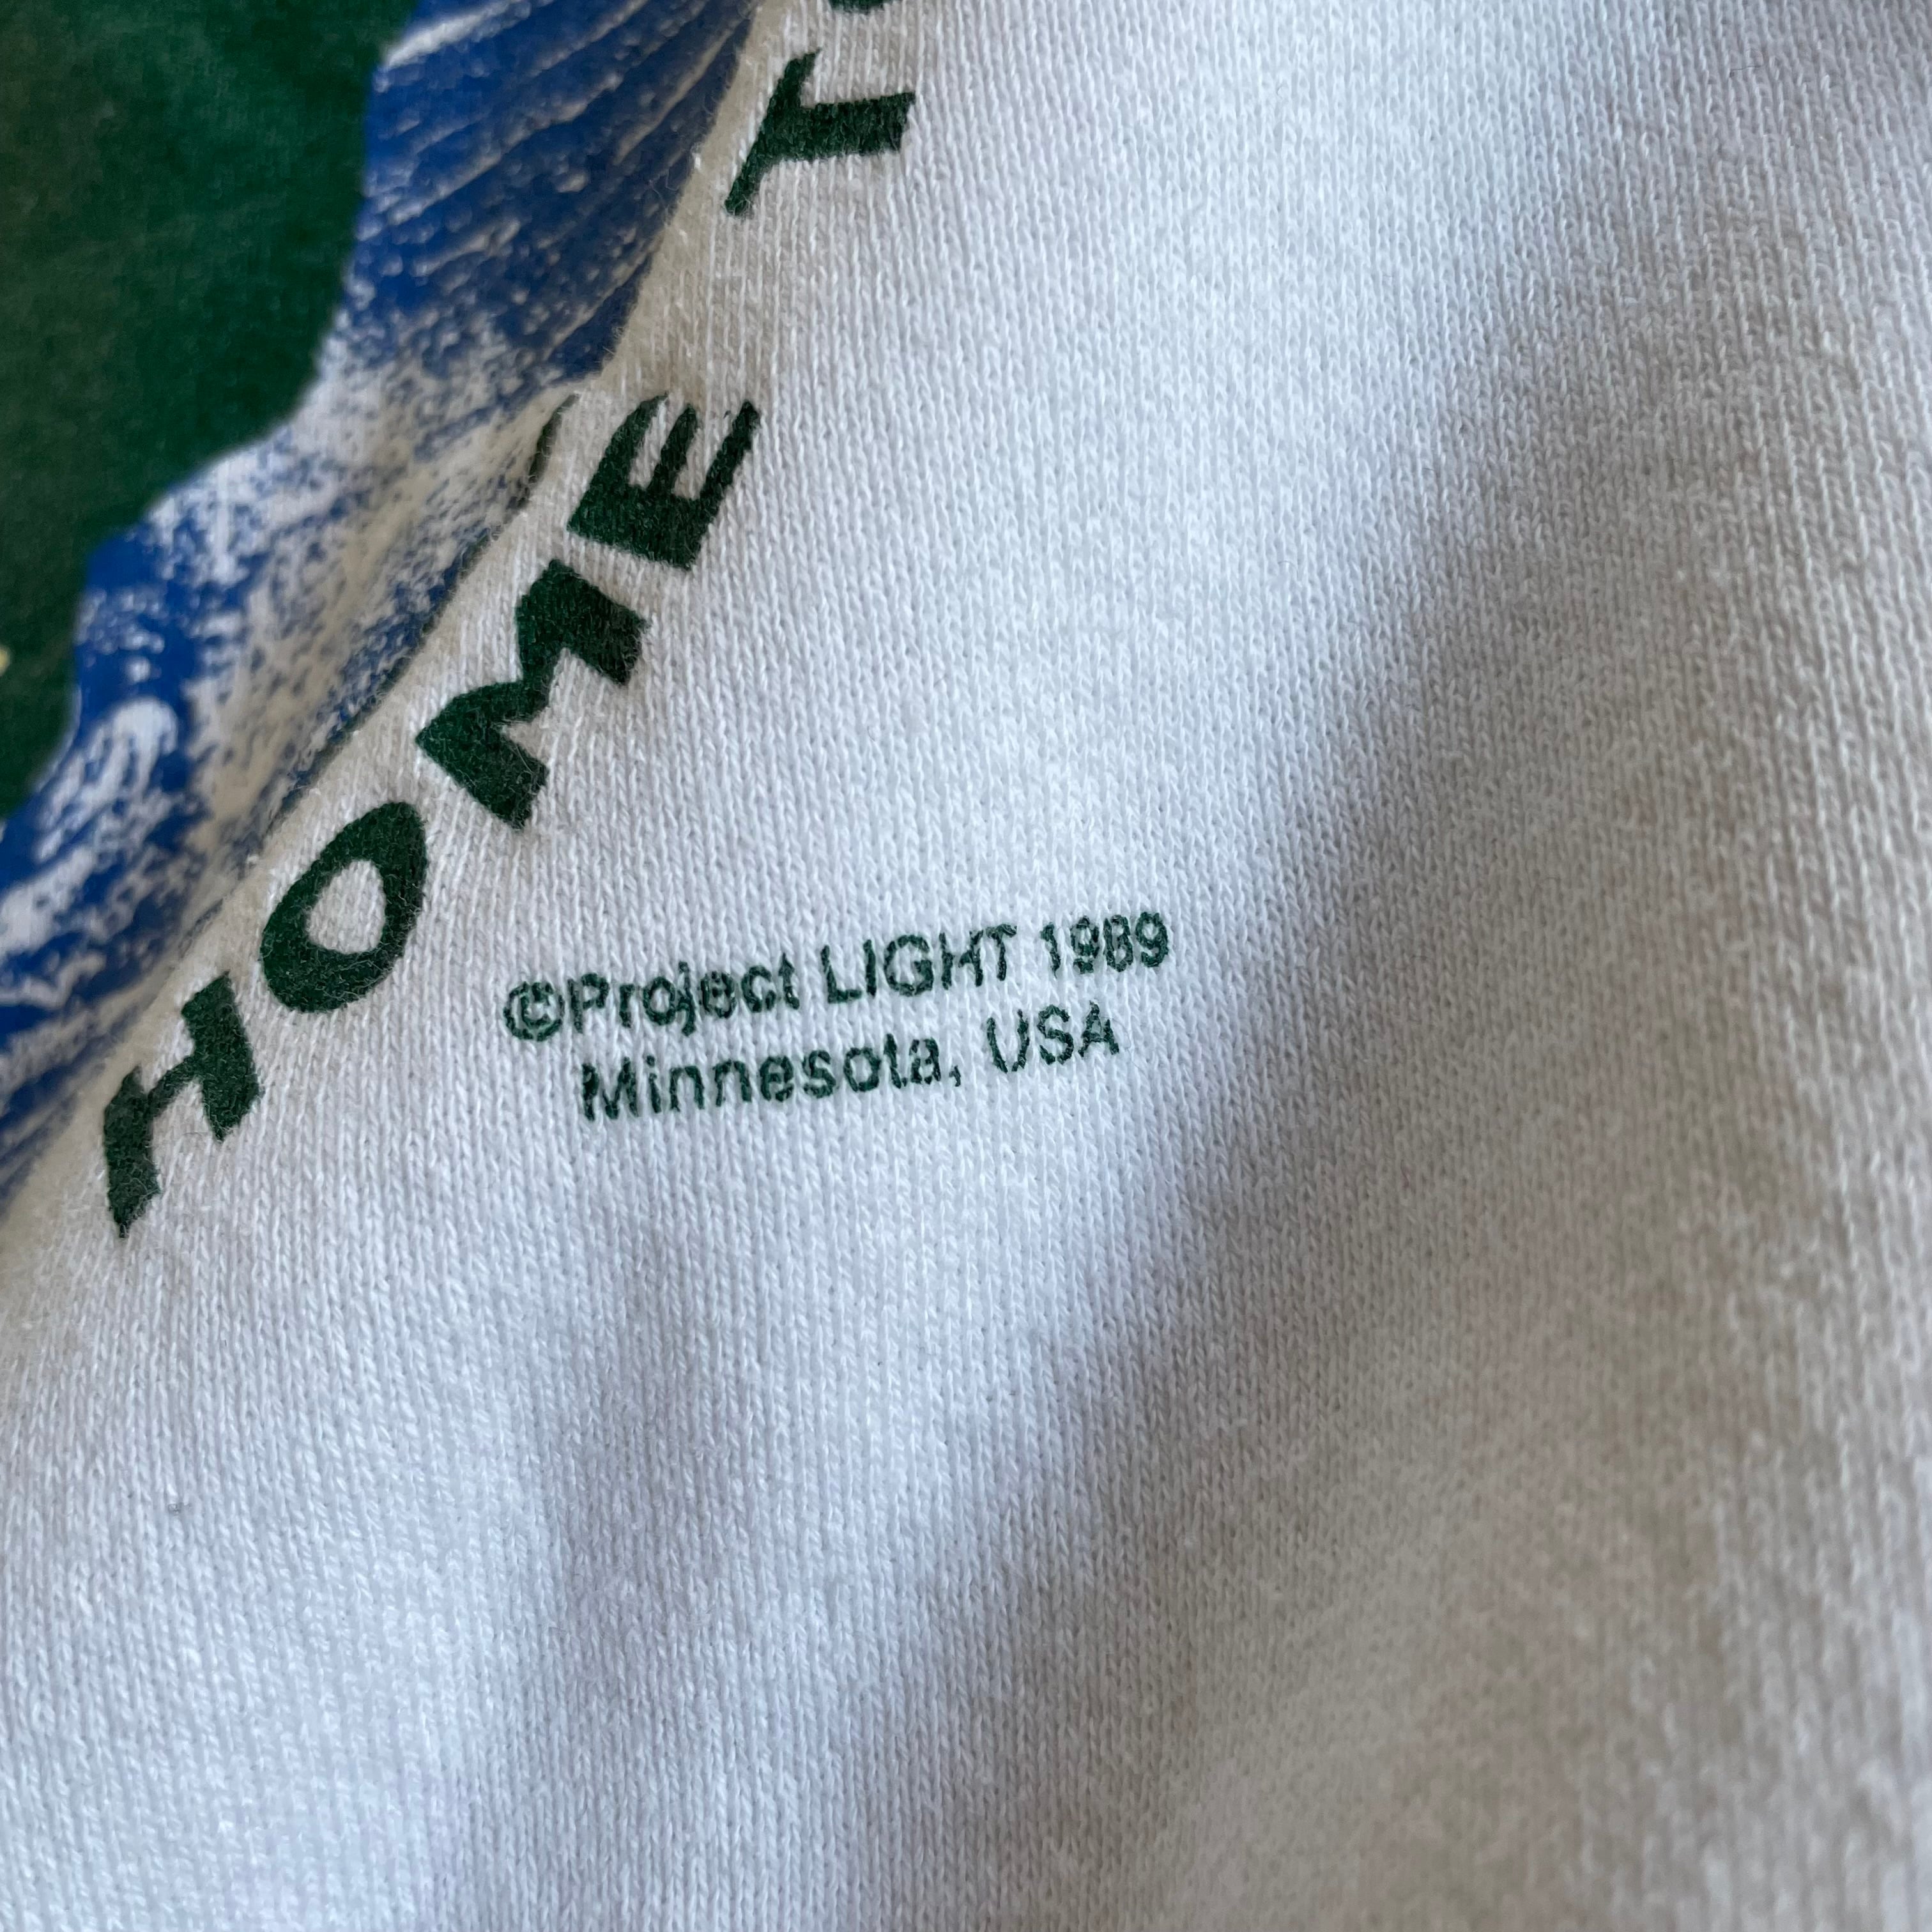 HOME
©Project LIGHT 1989
Minnesota, USA